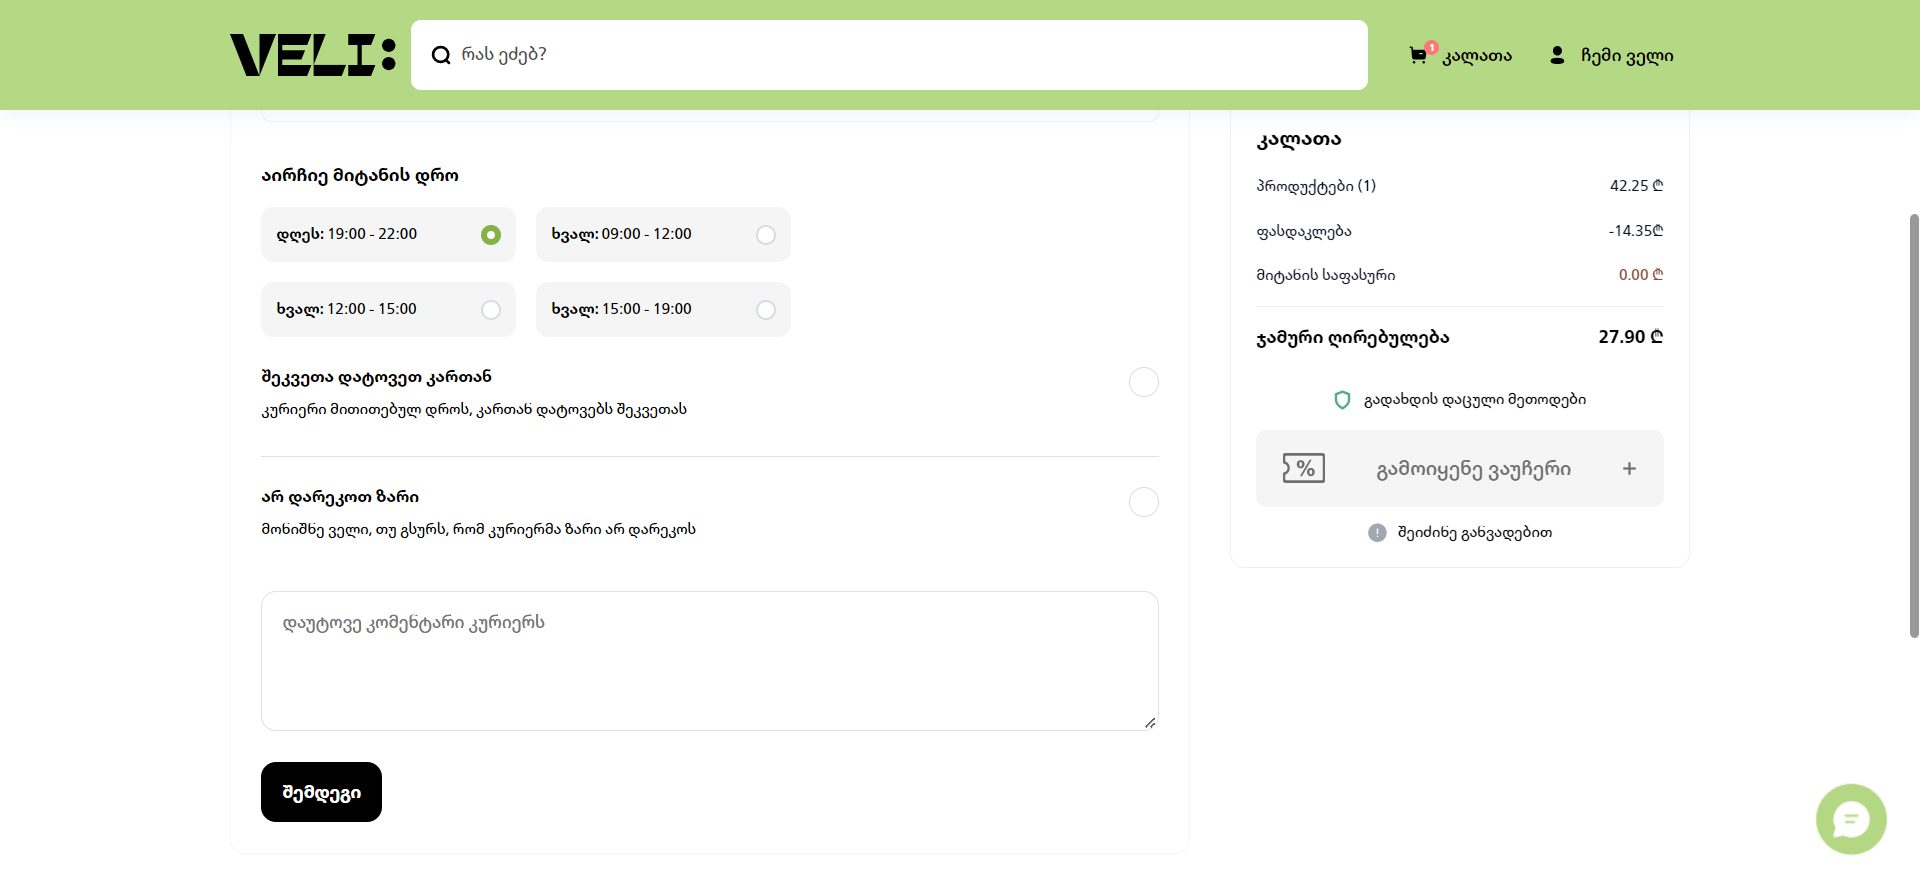 VELI:
რას ეძებ?
1
კალათა
ჩემი ველი
აირჩიე მიტანის დრო
დღეს: 19:00 - 22:00
ხვალ: 09:00 - 12:00
ხვალ: 12:00 - 15:00
ხვალ: 15:00 - 19:00
შეკვეთა დატოვეთ კართან
კურიერი მითითებულ დროს, კართან დატოვებს შეკვეთას
არ დარეკოთ ზარი
მონიშნე ველი, თუ გსურს, რომ კურიერმა ზარი არ დარეკოს
დაუტოვე კომენტარი კურიერს
შემდეგი
კალათა
პროდუქტები (1) 42.25 ₾
ფასდაკლება -14.35₾
მიტანის საფასური 0.00 ₾
ჯამური ღირებულება 27.90 ₾
გადახდის დაცული მეთოდები
% გამოიყენე ვაუჩერი +
შეიძინე განვადებით